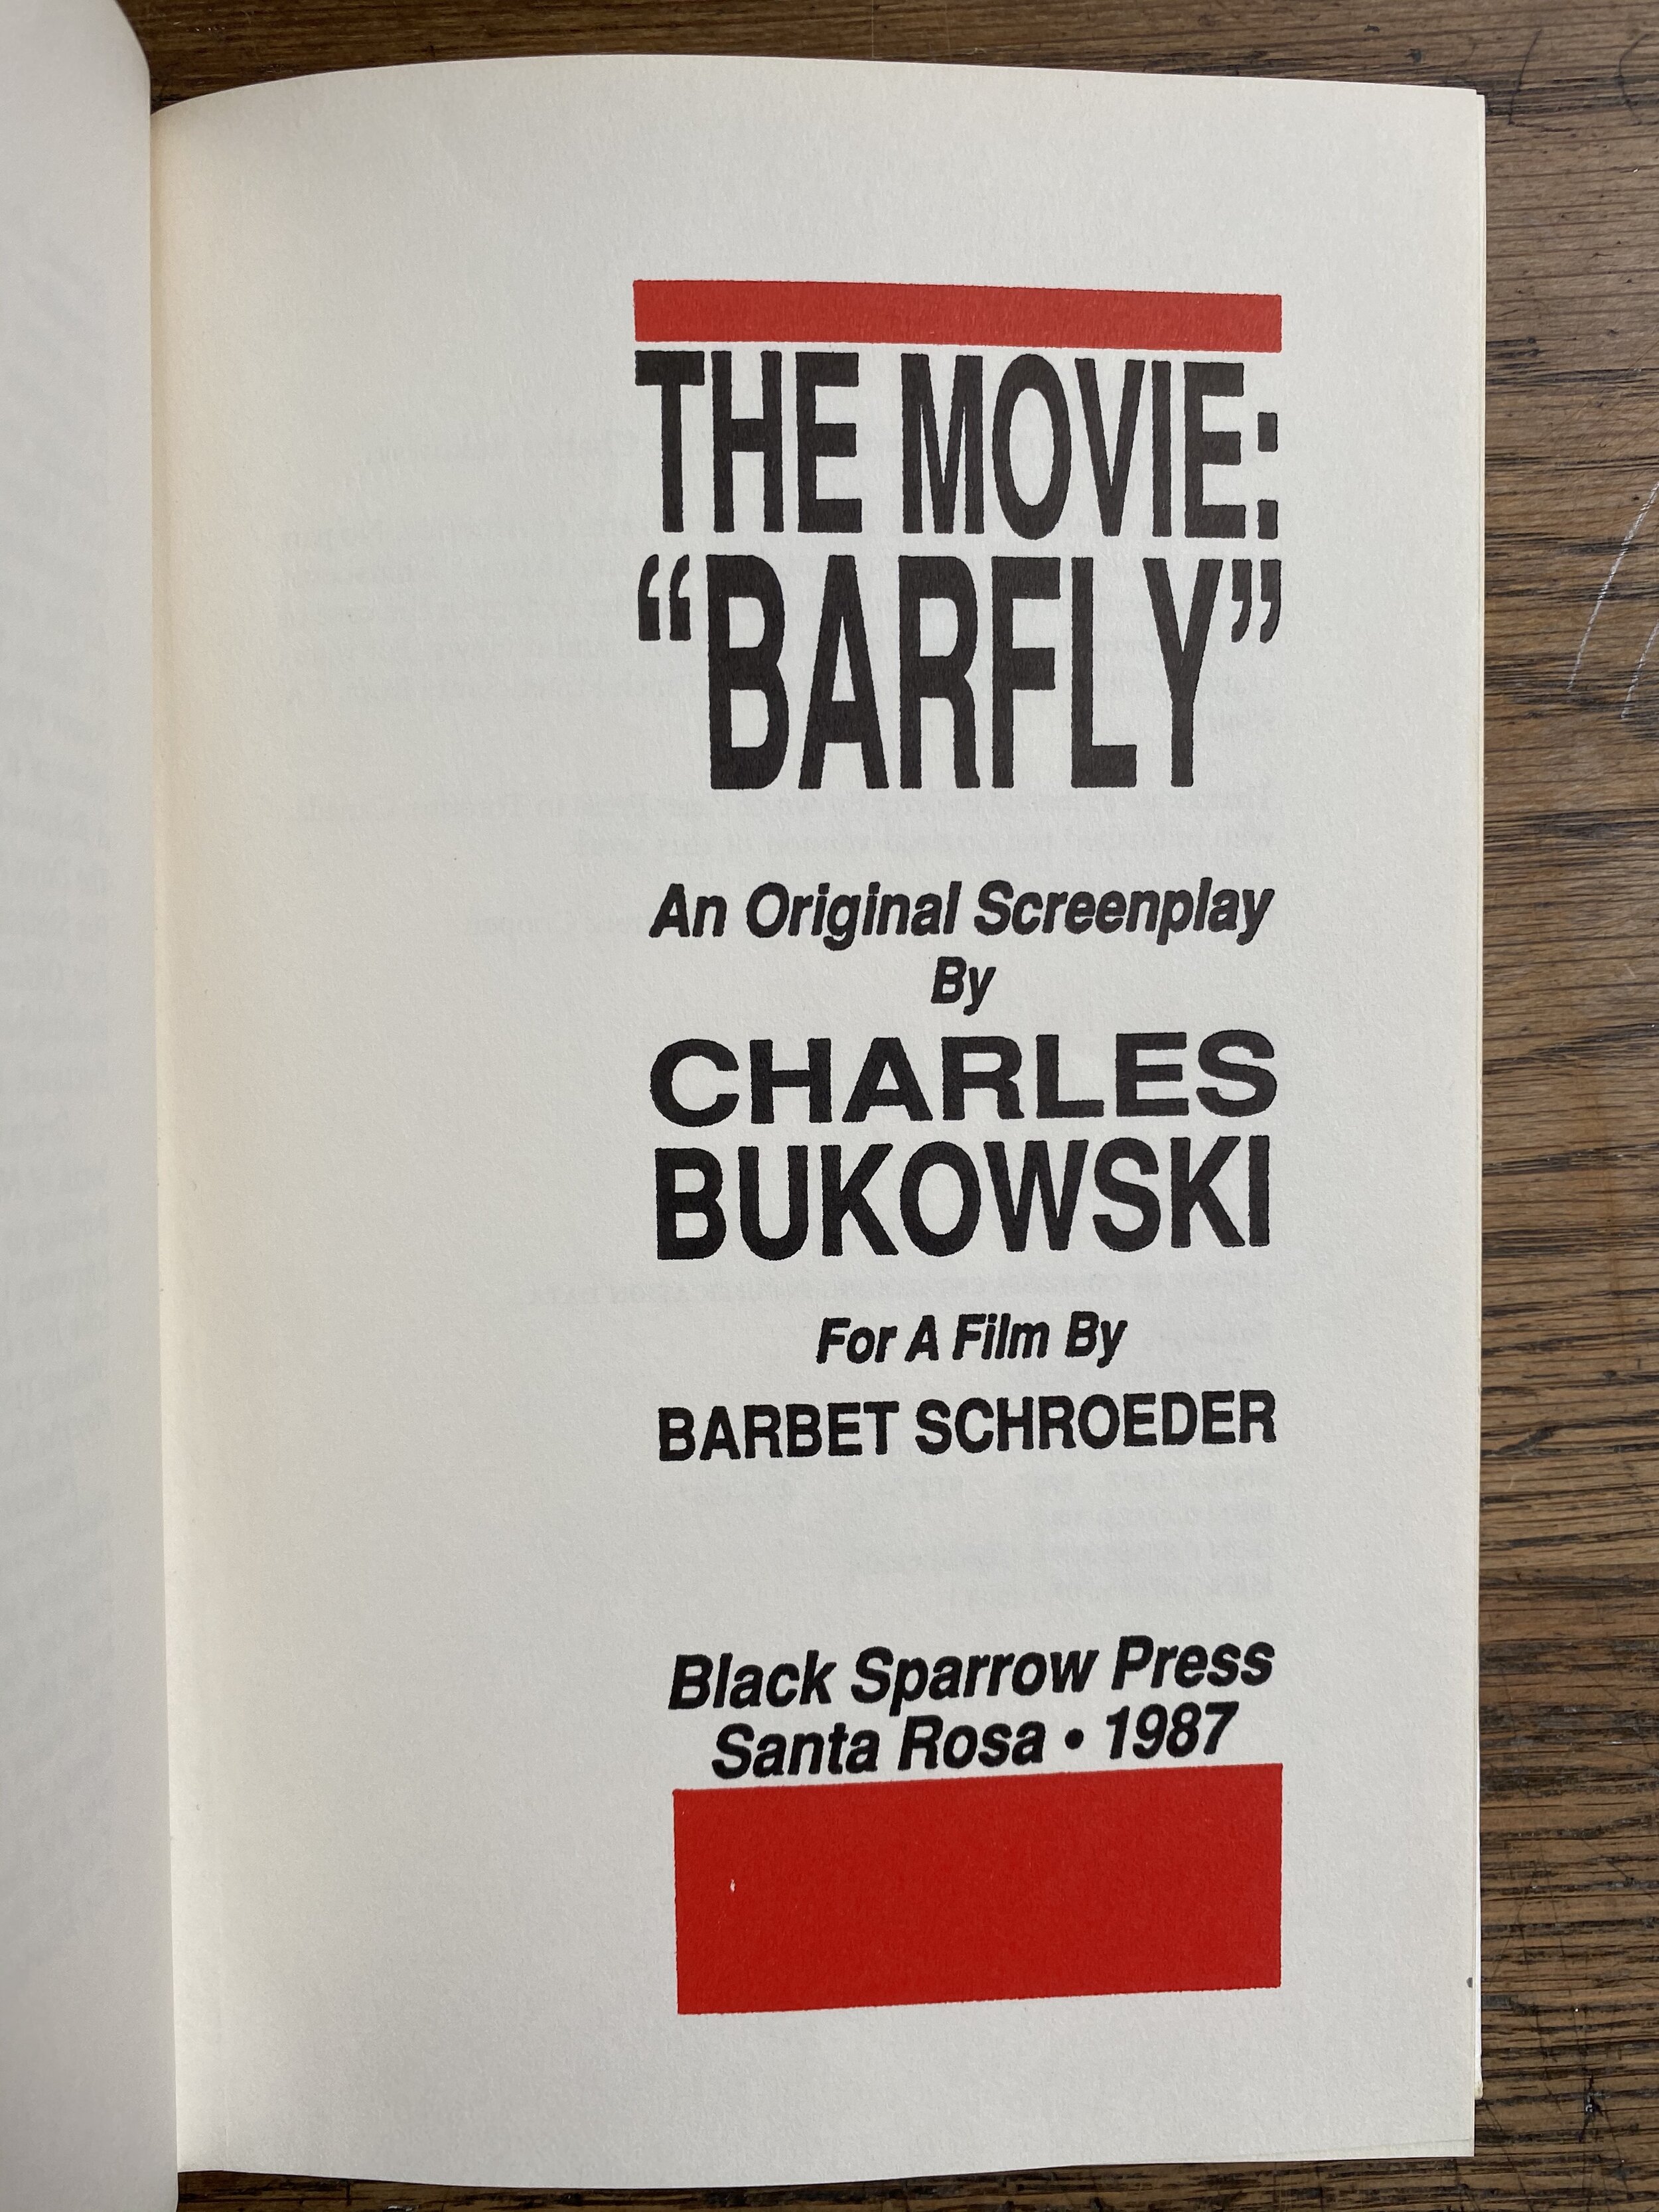 THE MOVIE:
“BARFLY”
An Original Screenplay
By
CHARLES
BUKOWSKI
For A Film By
BARBET SCHROEDER
Black Sparrow Press
Santa Rosa • 1987